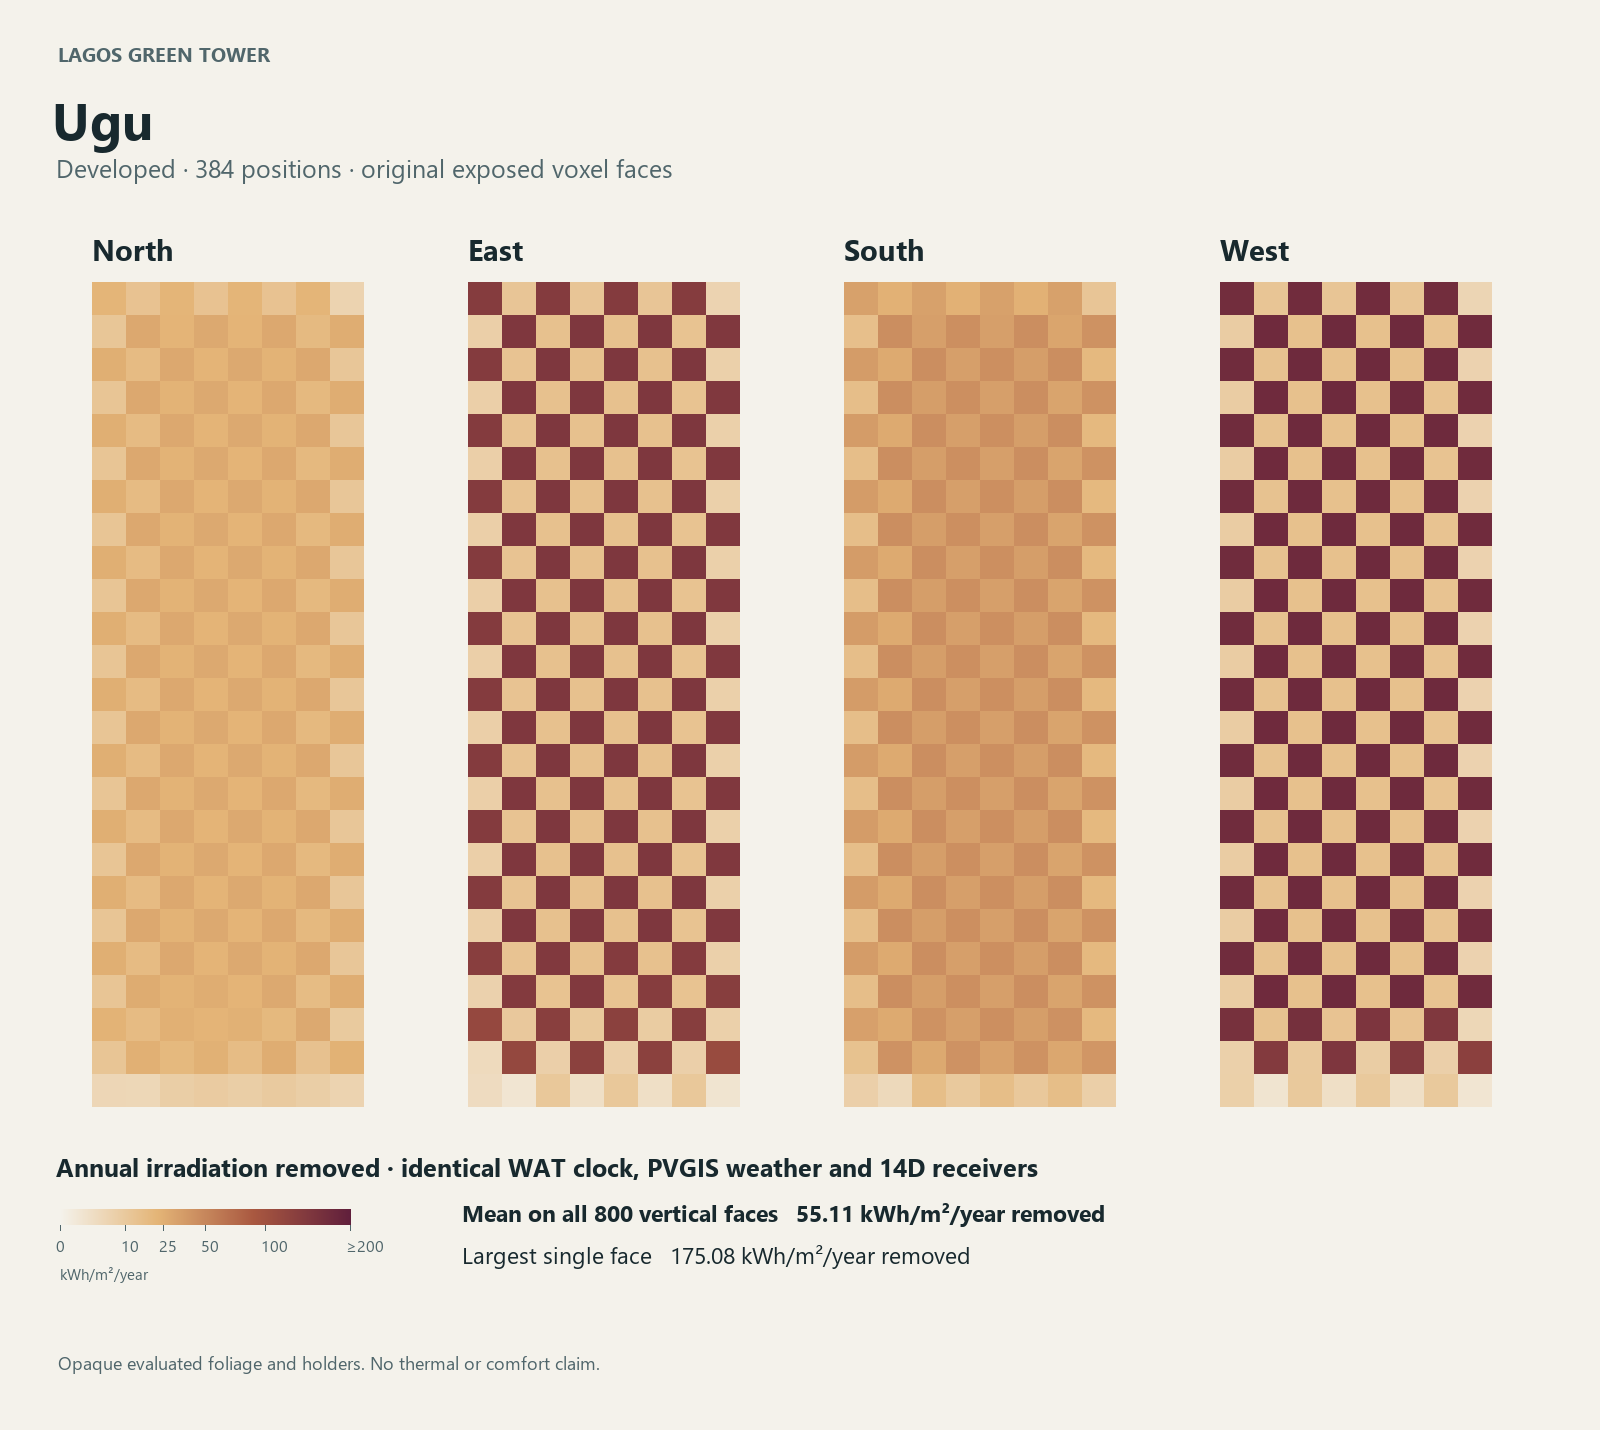 LAGOS GREEN TOWER
Ugu
Developed · 384 positions · original exposed voxel faces
North East South West
Annual irradiation removed · identical WAT clock, PVGIS weather and 14D receivers
Mean on all 800 vertical faces 55.11 kWh/m²/year removed
0 10 25 50 100 ≥200
Largest single face 175.08 kWh/m²/year removed
kWh/m²/year
Opaque evaluated foliage and holders. No thermal or comfort claim.